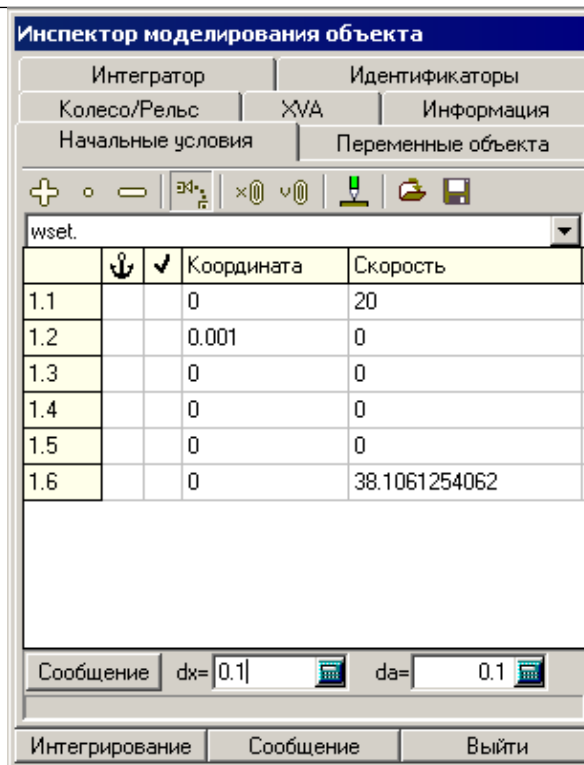 Инспектор моделирования объекта
Интегратор Идентификаторы
Колесо/Рельс XVA Информация
Начальные условия Переменные объекта
wset.
Координата Скорость
1.1 0 20
1.2 0.001 0
1.3 0 0
1.4 0 0
1.5 0 0
1.6 0 38.1061254062
Сообщение dx= 0.1 da= 0.1
Интегрирование Сообщение Выйти